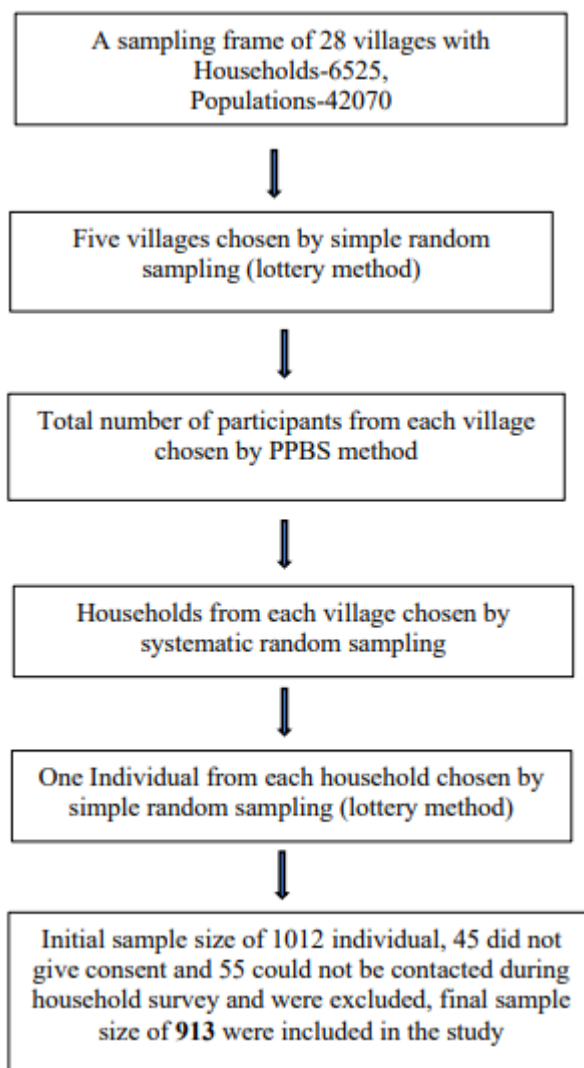 A sampling frame of 28 villages with
Households-6525,
Populations-42070
Five villages chosen by simple random
sampling (lottery method)
Total number of participants from each village
chosen by PPBS method
Households from each village chosen by
systematic random sampling
One Individual from each household chosen by
simple random sampling (lottery method)
Initial sample size of 1012 individual, 45 did not
give consent and 55 could not be contacted during
household survey and were excluded, final sample
size of 913 were included in the study